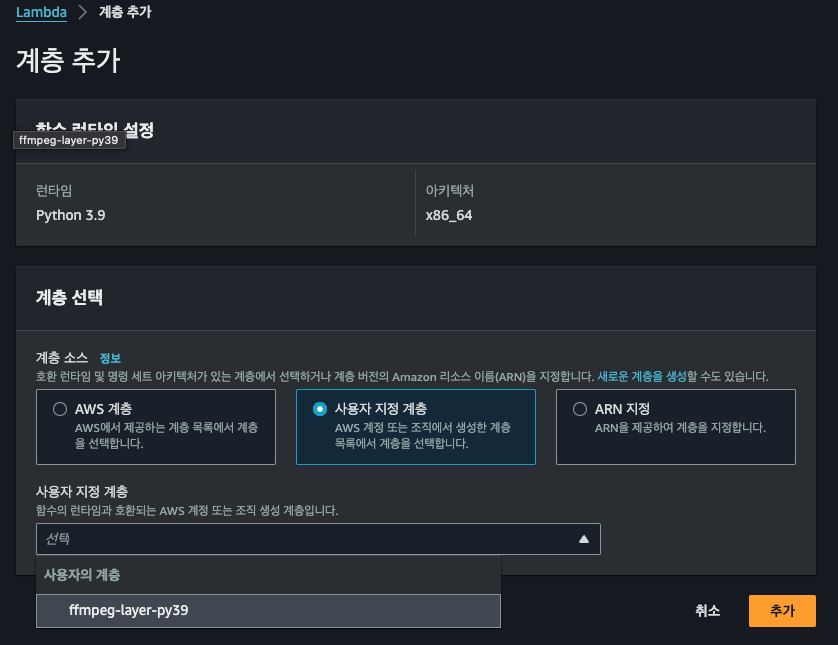 Lambda > 계층 추가
계층 추가
함수 런타임 설정
ffmpeg-layer-py39
런타임
Python 3.9
아키텍처
x86_64
계층 선택
계층 소스 정보
호환 런타임 및 명령 세트 아키텍처가 있는 계층에서 선택하거나 계층 버전의 Amazon 리소스 이름(ARN)을 지정합니다. 새로운 계층을 생성할 수도 있습니다.
AWS 계층
AWS에서 제공하는 계층 목록에서 계층
을 선택합니다.
사용자 지정 계층
AWS 계정 또는 조직에서 생성한 계층
목록에서 계층을 선택합니다.
ARN 지정
ARN을 제공하여 계층을 지정합니다.
사용자 지정 계층
함수의 런타임과 호환되는 AWS 계정 또는 조직 생성 계층입니다.
선택
사용자의 계층
ffmpeg-layer-py39
취소
추가